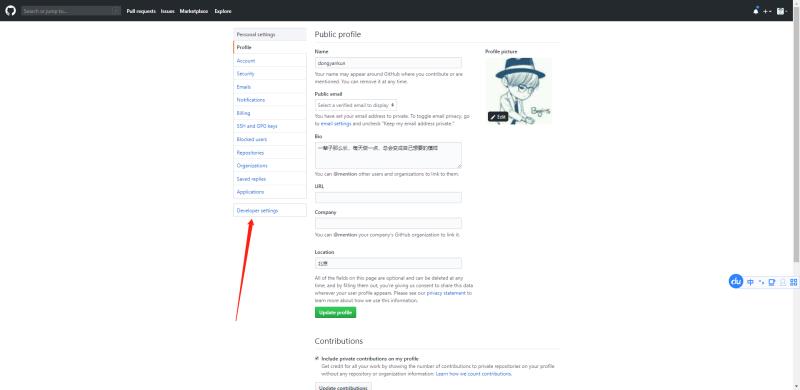 Search or jump to...
/
Pull requests Issues Marketplace Explore
Personal settings
Profile
Account
Security
Emails
Notifications
Billing
SSH and GPG keys
Blocked users
Repositories
Organizations
Saved replies
Applications
Developer settings
Public profile
Name
dongyankun
Your name may appear around GitHub where you contribute or are
mentioned. You can remove it at any time.
Public email
Select a verified email to display
You have set your email address to private. To toggle email privacy, go
to email settings and uncheck "Keep my email address private."
Bio
一辈子那么长，每天做一点，总会变成自己想要的模样
You can @mention other users and organizations to link to them.
URL
Company
You can @mention your company's GitHub organization to link it.
Location
北京
All of the fields on this page are optional and can be deleted at any
time, and by filling them out, you're giving us consent to share this data
wherever your user profile appears. Please see our privacy statement to
learn more about how we use this information.
Update profile
Profile picture
Edit
Contributions
Include private contributions on my profile
Get credit for all your work by showing the number of contributions to private repositories on your profile
without any repository or organization information. Learn how we count contributions.
Update contributions
du 中